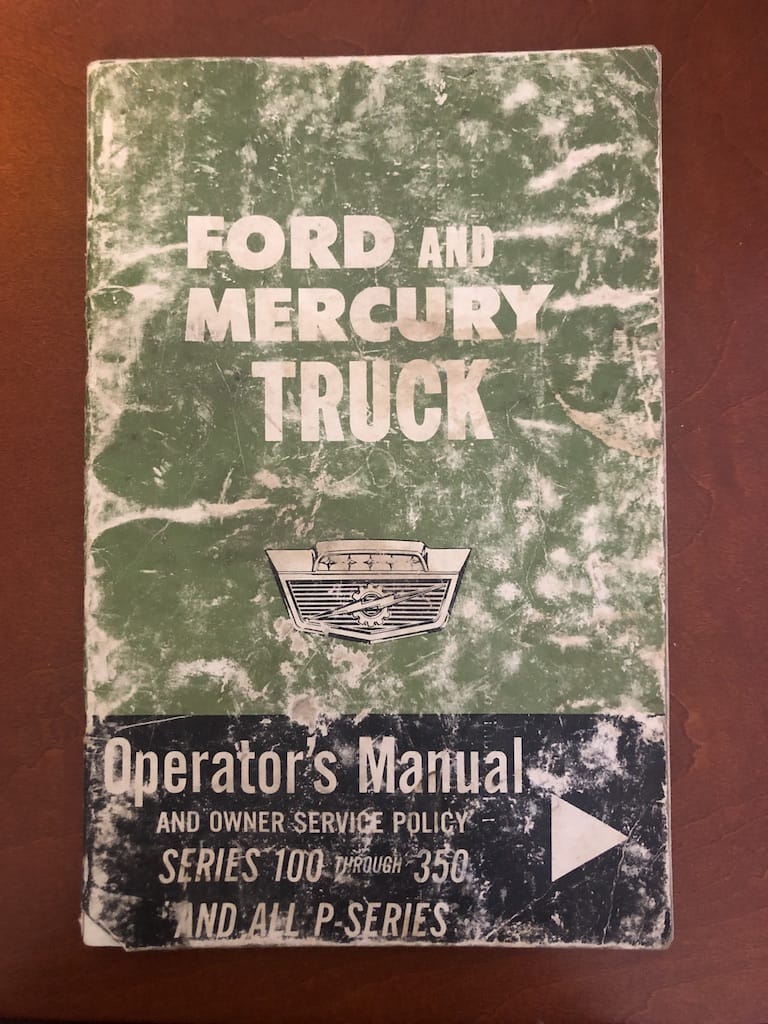 FORD AND
MERCURY
TRUCK
Operator's Manual
AND OWNER SERVICE POLICY
SERIES 100 THROUGH 350
AND ALL P-SERIES